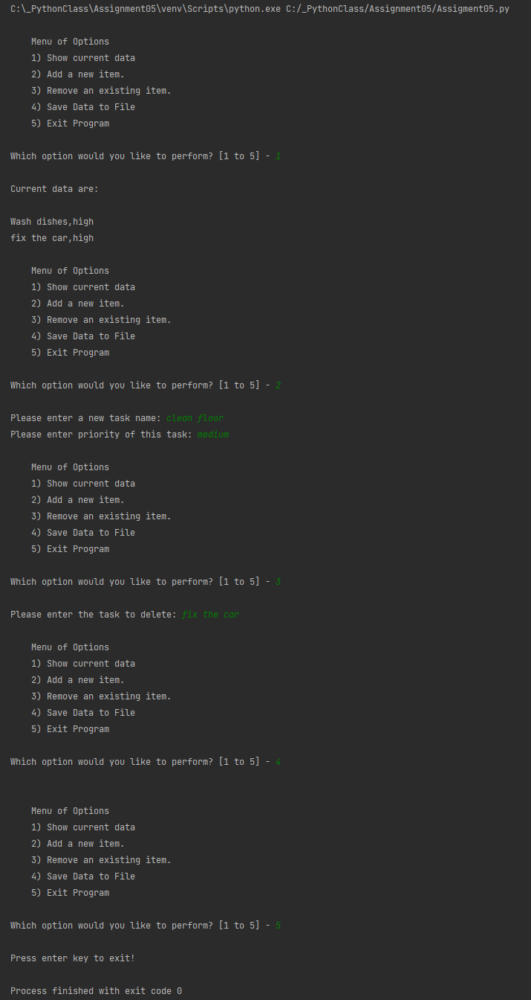 C:\_PythonClass\Assignment05\venv\Scripts\python.exe C:/_PythonClass/Assignment05/Assigment05.py
Menu of Options
1) Show current data
2) Add a new item.
3) Remove an existing item.
4) Save Data to File
5) Exit Program
Which option would you like to perform? [1 to 5] - 1
Current data are:
Wash dishes,high
fix the car,high
Menu of Options
1) Show current data
2) Add a new item.
3) Remove an existing item.
4) Save Data to File
5) Exit Program
Which option would you like to perform? [1 to 5] - 2
Please enter a new task name: clean floor
Please enter priority of this task: medium
Menu of Options
1) Show current data
2) Add a new item.
3) Remove an existing item.
4) Save Data to File
5) Exit Program
Which option would you like to perform? [1 to 5] - 3
Please enter the task to delete: fix the car
Menu of Options
1) Show current data
2) Add a new item.
3) Remove an existing item.
4) Save Data to File
5) Exit Program
Which option would you like to perform? [1 to 5] - 4
Menu of Options
1) Show current data
2) Add a new item.
3) Remove an existing item.
4) Save Data to File
5) Exit Program
Which option would you like to perform? [1 to 5] - 5
Press enter key to exit!
Process finished with exit code 0